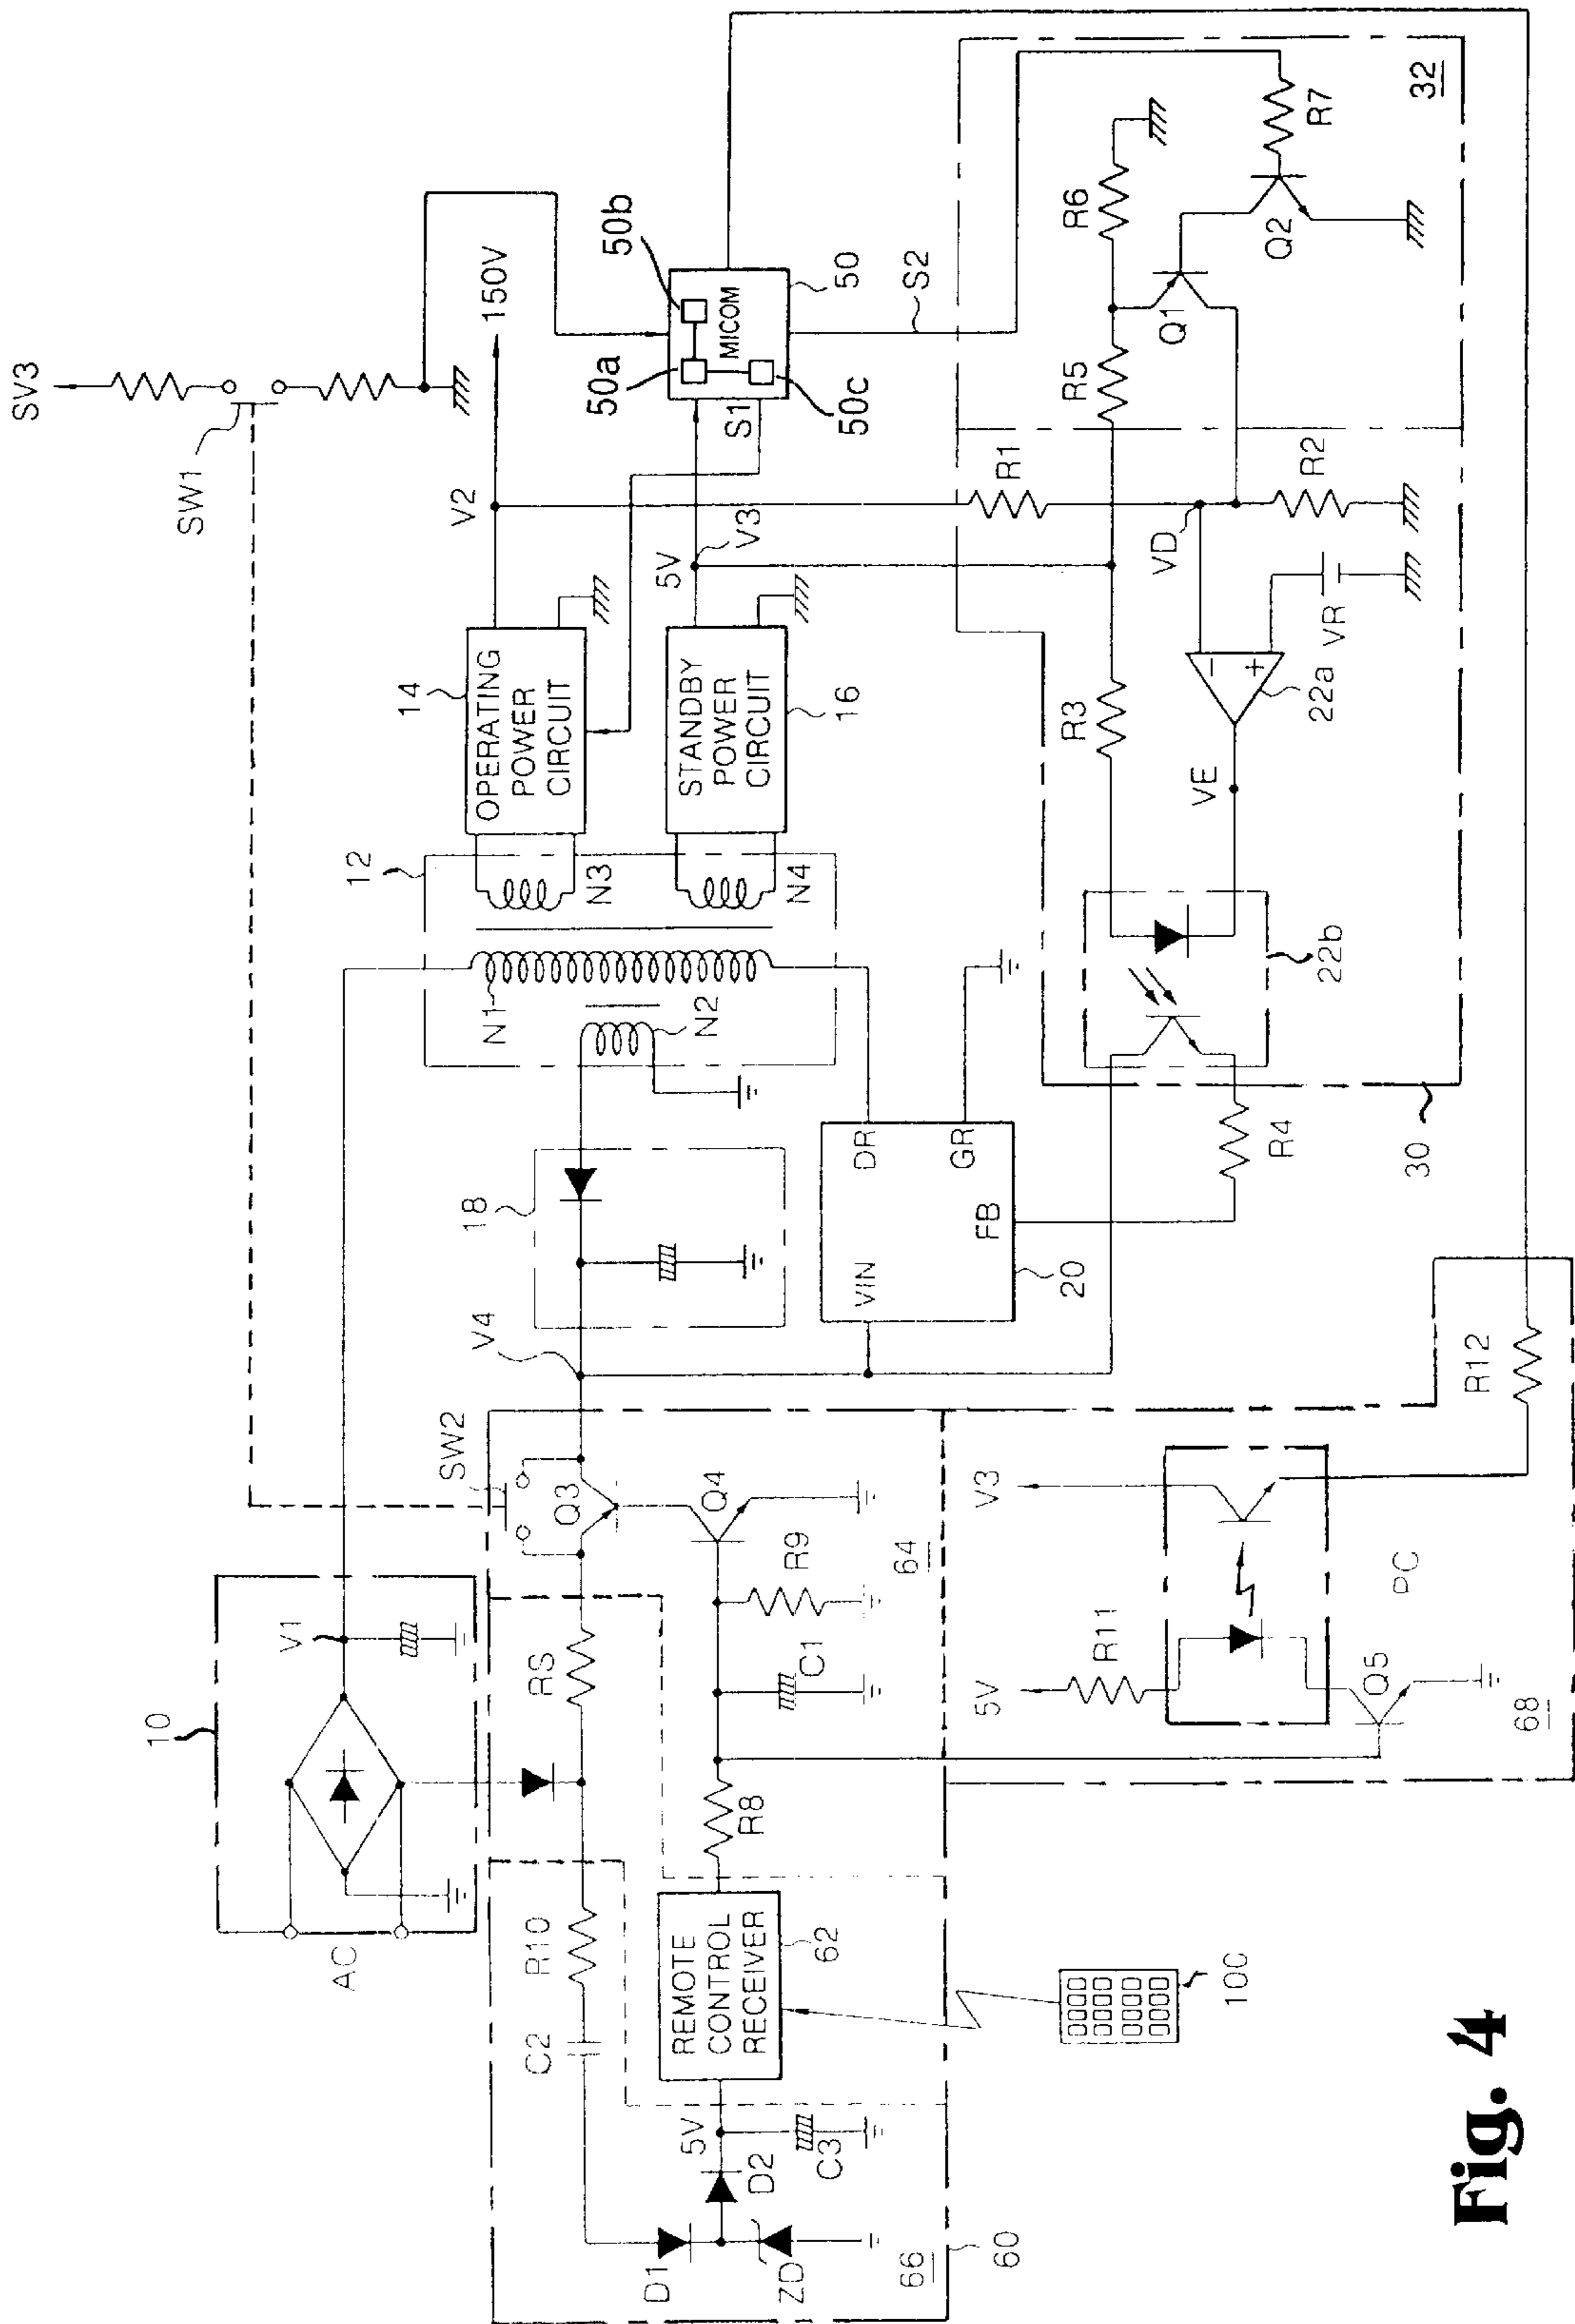 SV3
SW1
V2
150V
50b
50a
MICOM
50
50c
S1
S2
14
OPERATING
POWER
CIRCUIT
5V
V3
STANDBY
POWER
CIRCUIT
16
12
N3
N4
N1
N2
18
V4
DR
GR
VIN
FB
20
R4
30
32
R7
R6
Q2
Q1
R5
R1
R2
VD
VR
22a
R3
VE
22b
10
V1
AC
SW2
Q3
Q4
RS
R9
C1
64
R8
R10
C2
REMOTE
CONTROL
RECEIVER
62
100
5V
D2
C3
D1
ZD
66
60
V3
R12
R11
5V
PC
Q5
68
Fig. 4